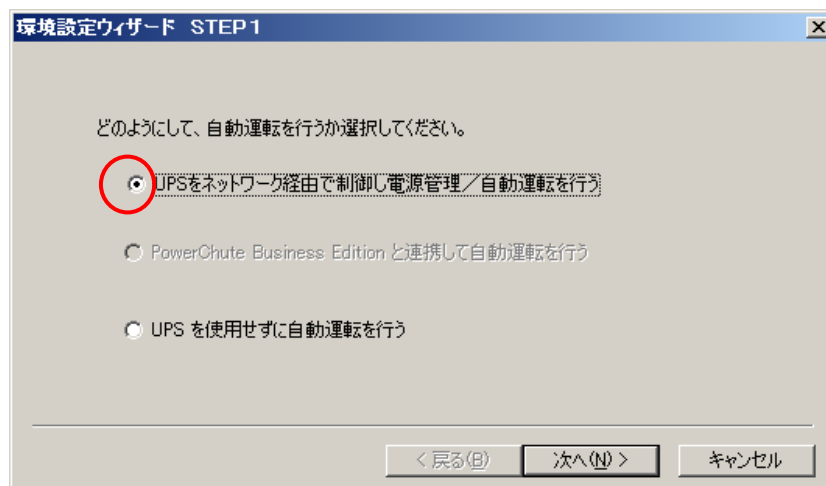 環境設定ウィザード STEP1
どのようにして、自動運転を行うか選択してください。
UPSをネットワーク経由で制御し電源管理／自動運転を行う
PowerChute Business Edition と連携して自動運転を行う
UPS を使用せずに自動運転を行う
< 戻る(B)
次へ(N) >
キャンセル